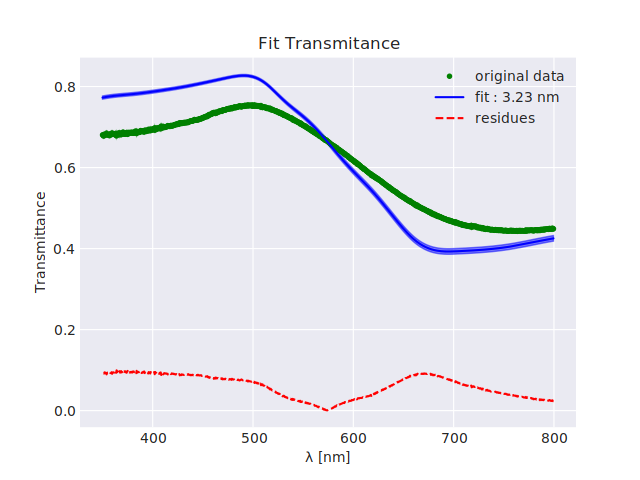 Fit Transmitance
original data
fit : 3.23 nm
residues
Transmittance
0.8
0.6
0.4
0.2
0.0
400 500 600 700 800
λ [nm]